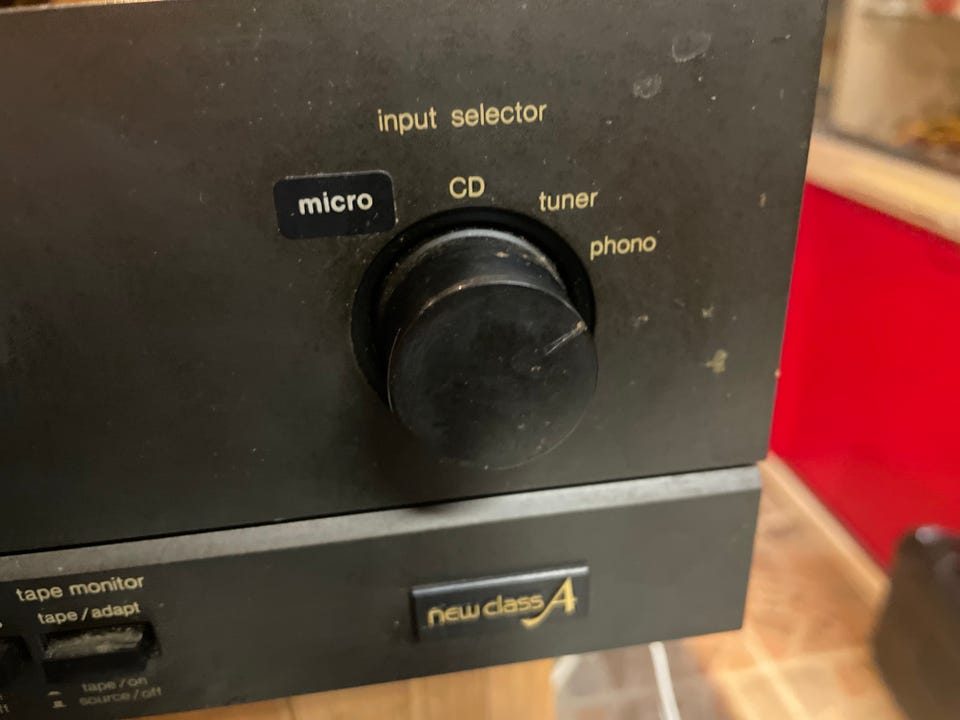 input selector
micro
CD
tuner
phono
tape monitor
tape / adapt
new class A
tape / on
source / off